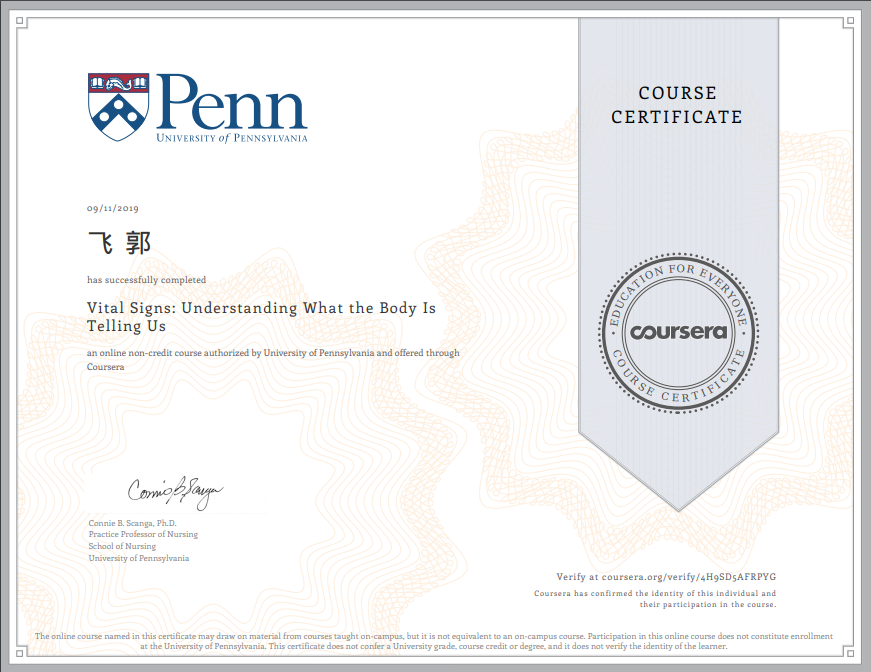 Penn
UNIVERSITY of PENNSYLVANIA
COURSE
CERTIFICATE
09/11/2019
飞 郭
has successfully completed
Vital Signs: Understanding What the Body Is
Telling Us
an online non-credit course authorized by University of Pennsylvania and offered through
Coursera
EDUCATION FOR EVERYONE
coursera
COURSE CERTIFICATE
Connie B. Scanga
Connie B. Scanga, Ph.D.
Practice Professor of Nursing
School of Nursing
University of Pennsylvania
Verify at coursera.org/verify/4H9SD5AFRPYG
Coursera has confirmed the identity of this individual and
their participation in the course.
The online course named in this certificate may draw on material from courses taught on-campus, but it is not equivalent to an on-campus course. Participation in this online course does not constitute enrollment
at the University of Pennsylvania. This certificate does not confer a University grade, course credit or degree, and it does not verify the identity of the learner.